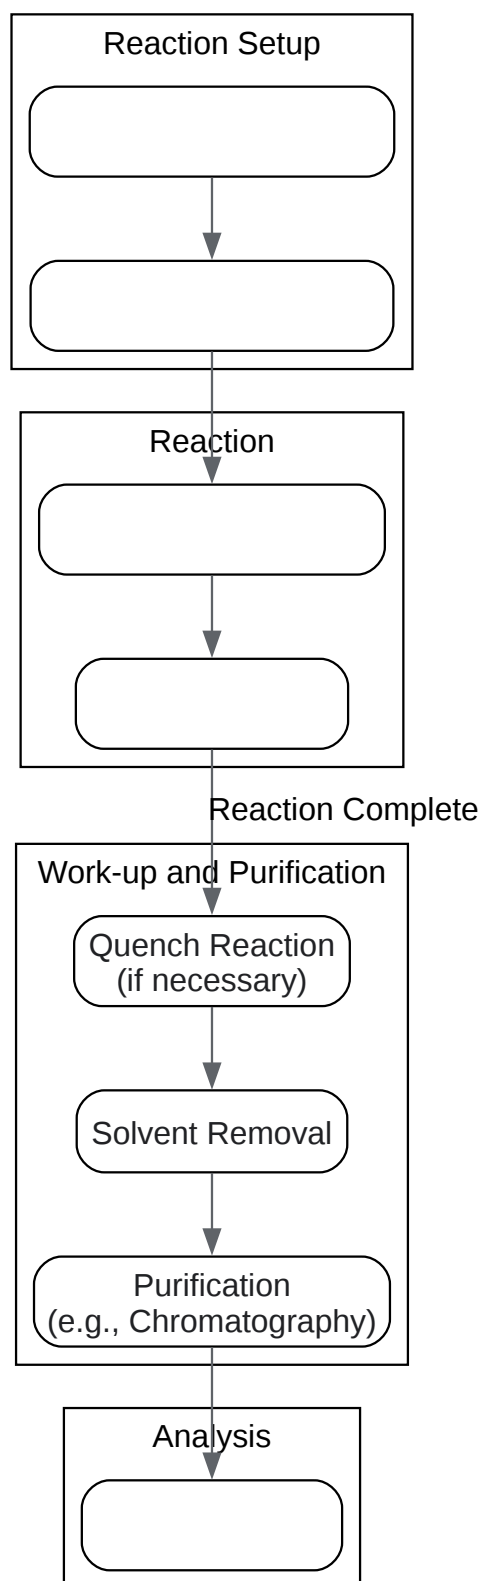 Reaction Setup
Reaction
Reaction Complete
Work-up and Purification
Quench Reaction
(if necessary)
Solvent Removal
Purification
(e.g., Chromatography)
Analysis